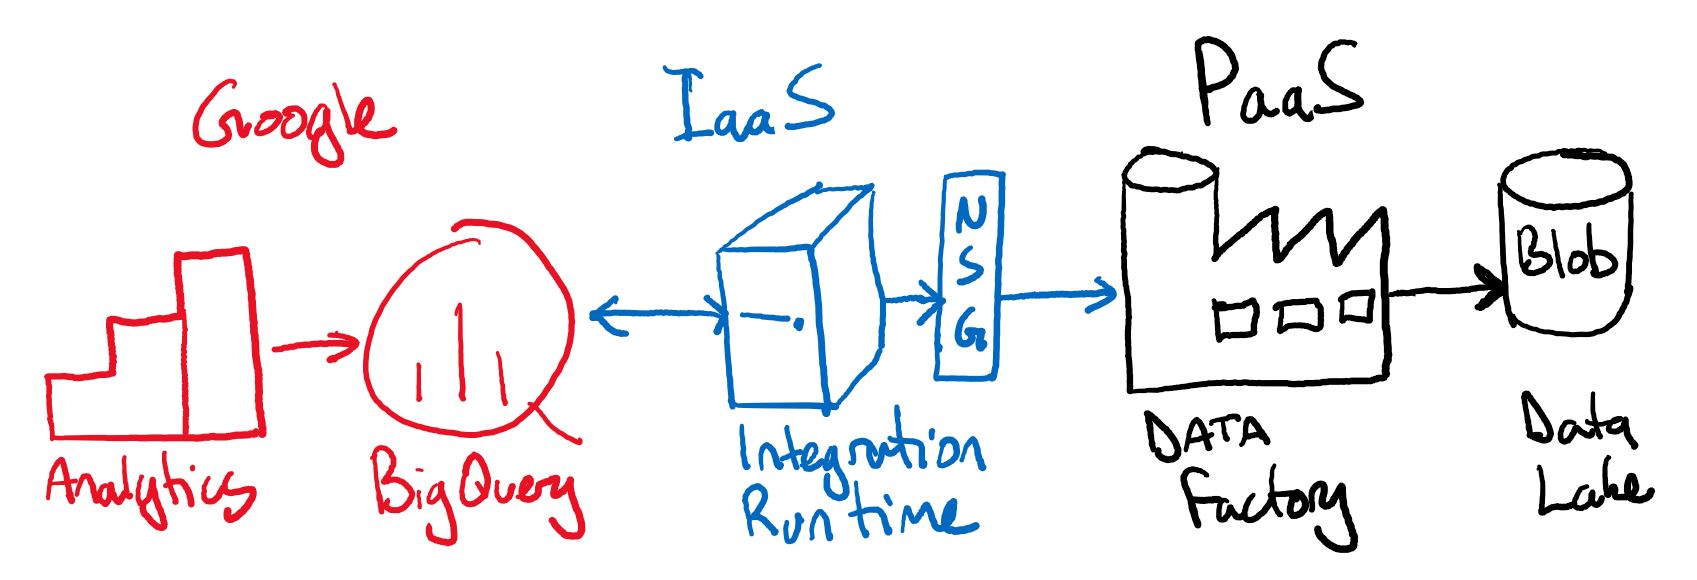 Google
IaaS
PaaS
N
S
G
Blob
Analytics
BigQuery
Integration
Runtime
DATA
Factory
Data
Lake